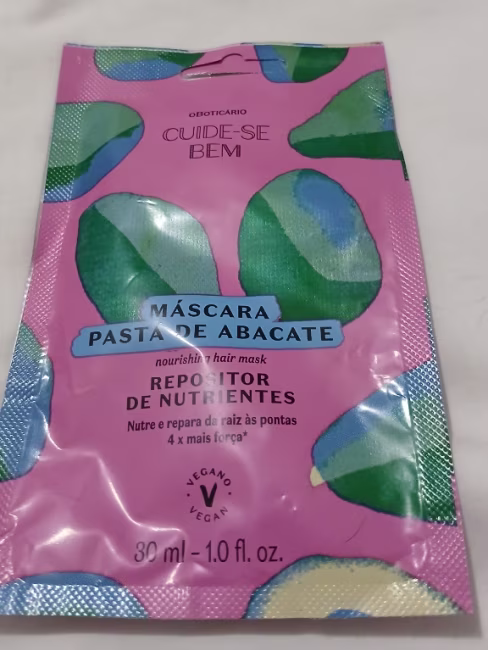 oBOTICÁRIO
CUIDE-SE
BEM
MÁSCARA
PASTA DE ABACATE
nourishing hair mask
REPOSITOR
DE NUTRIENTES
Nutre e repara da raiz às pontas
4 x mais força*
VEGANO
V
VEGAN
30 ml - 1.0 fl. oz.